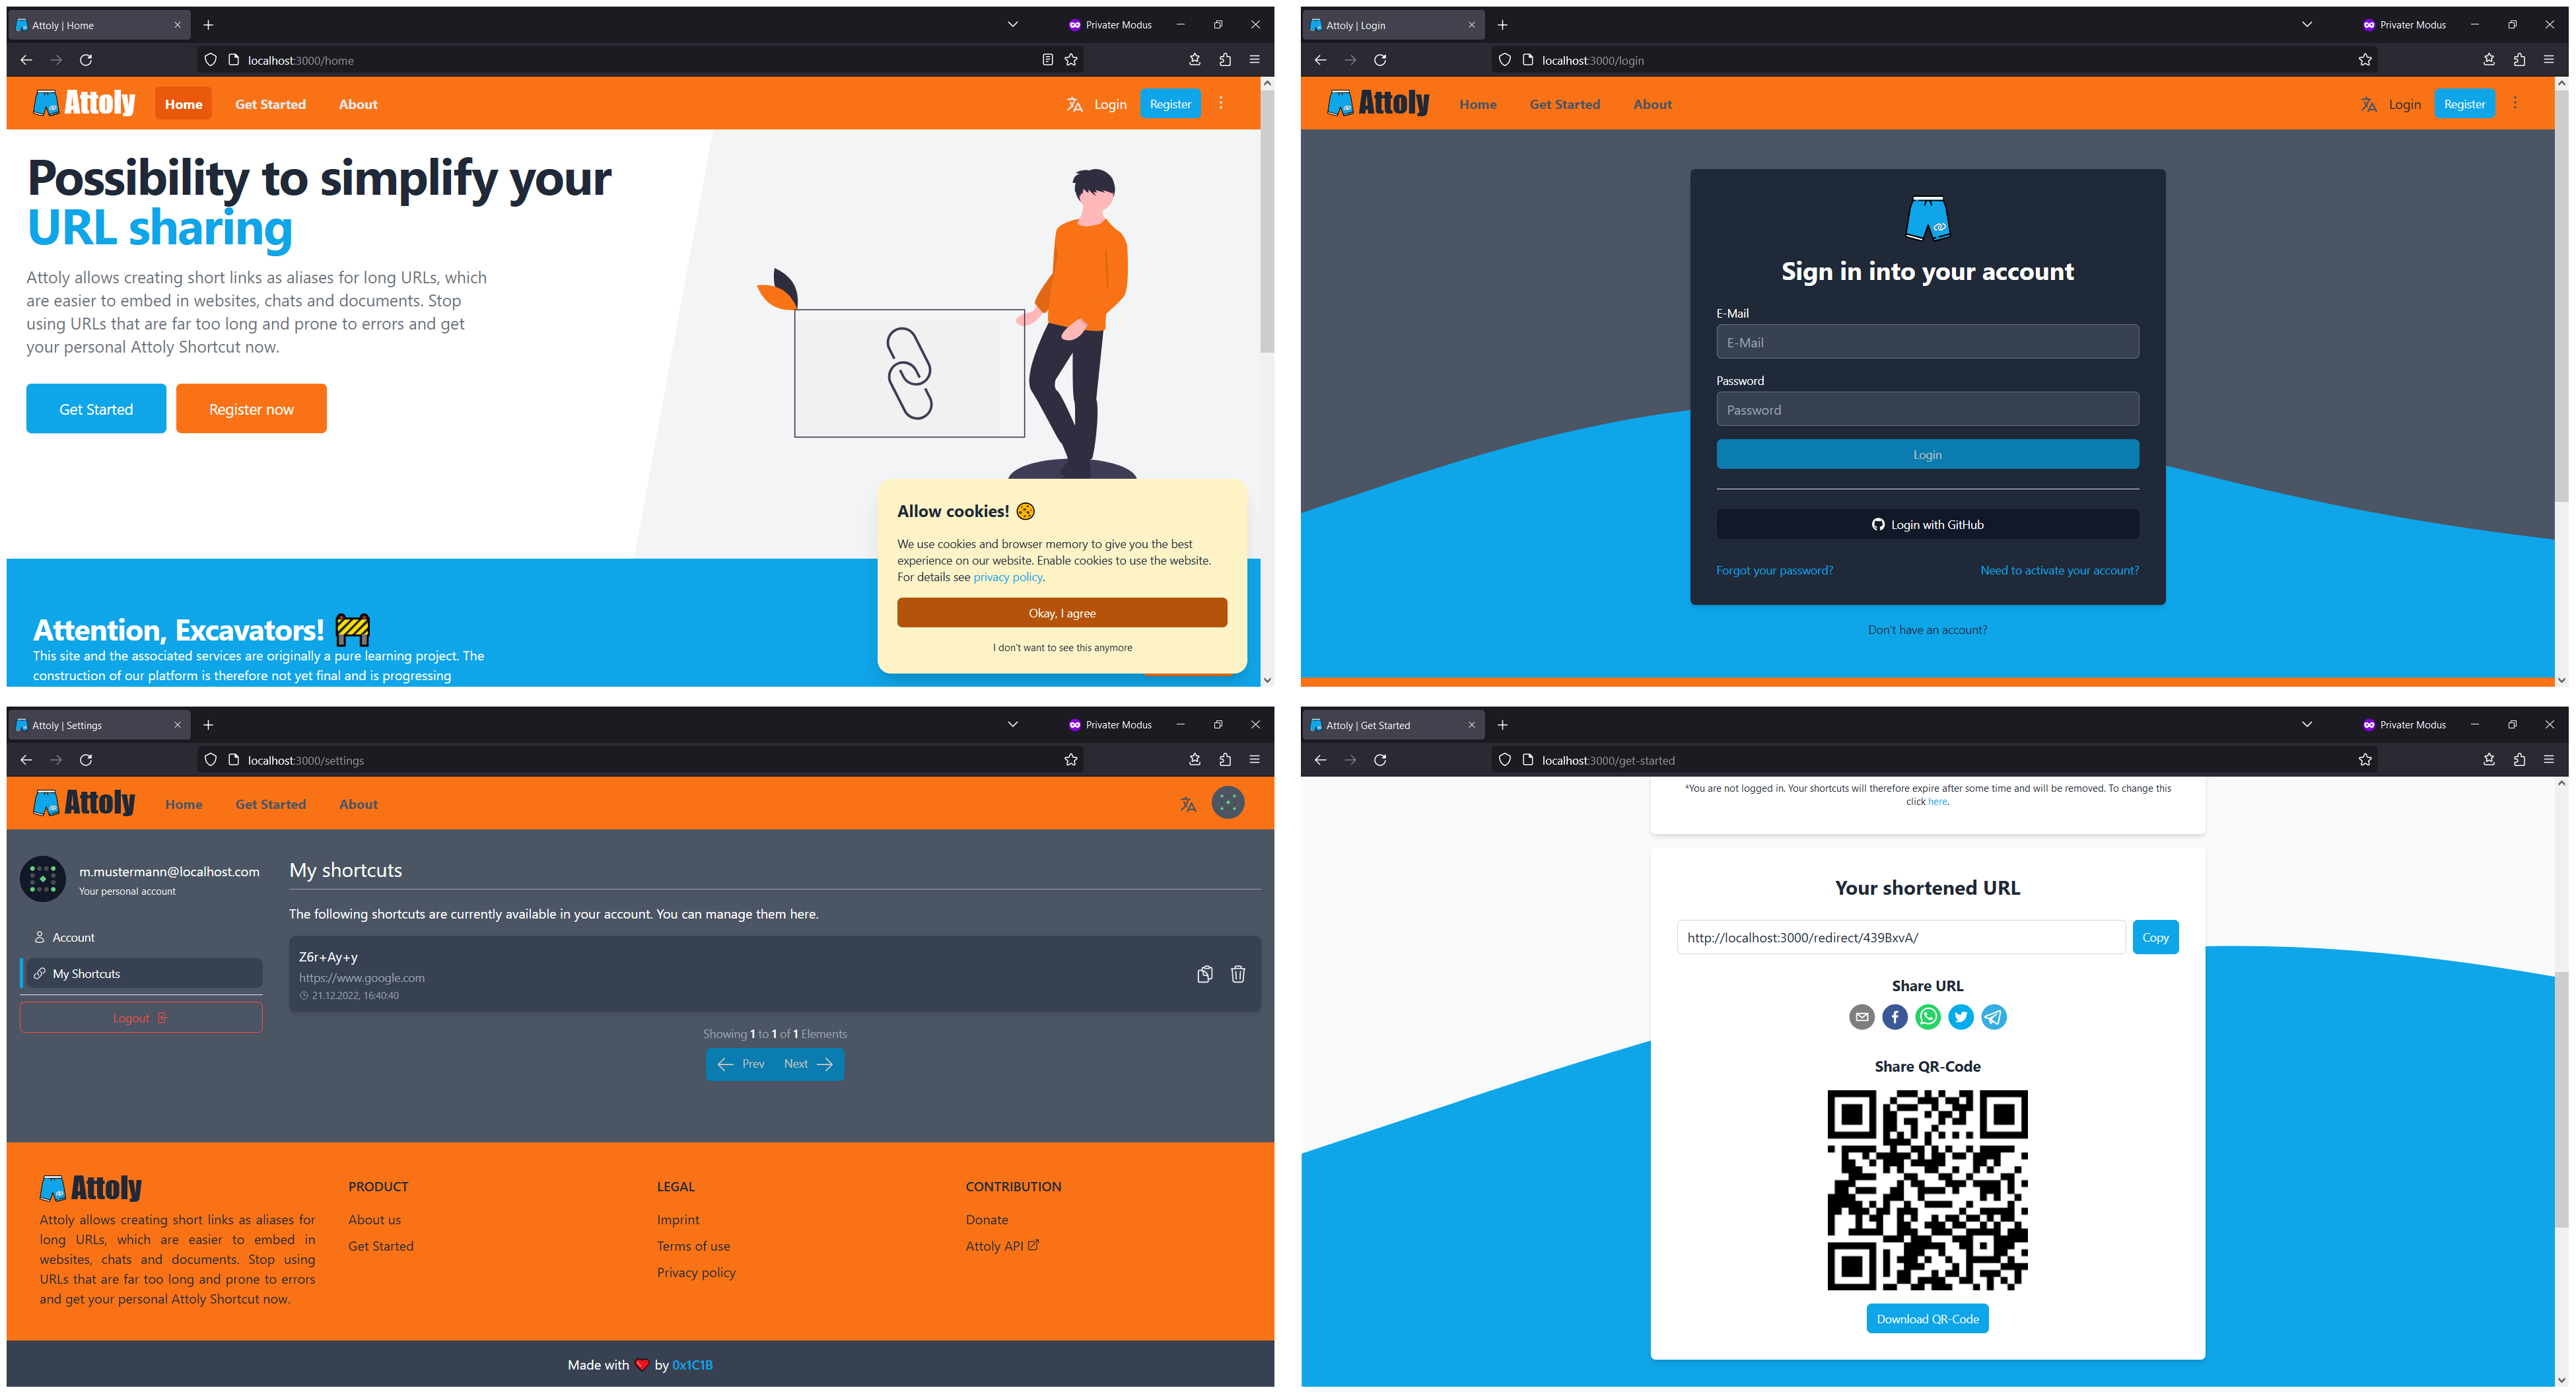 Attoly | Home
Privater Modus
localhost:3000/home
Attoly
Home
Get Started
About
Login
Register
Possibility to simplify your
URL sharing
Attoly allows creating short links as aliases for long URLs, which
are easier to embed in websites, chats and documents. Stop
using URLs that are far too long and prone to errors and get
your personal Attoly Shortcut now.
Get Started
Register now
Allow cookies!
We use cookies and browser memory to give you the best
experience on our website. Enable cookies to use the website.
For details see privacy policy.
Okay, I agree
I don't want to see this anymore
Attention, Excavators!
This site and the associated services are originally a pure learning project. The
construction of our platform is therefore not yet final and is progressing
Attoly | Login
Privater Modus
localhost:3000/login
Attoly
Home
Get Started
About
Login
Register
Sign in into your account
E-Mail
E-Mail
Password
Password
Login
Login with GitHub
Forgot your password?
Need to activate your account?
Don't have an account?
Attoly | Settings
Privater Modus
localhost:3000/settings
Attoly
Home
Get Started
About
m.mustermann@localhost.com
Your personal account
Account
My Shortcuts
Logout
My shortcuts
The following shortcuts are currently available in your account. You can manage them here.
Z6r+Ay+y
https://www.google.com
21.12.2022, 16:40:40
Showing 1 to 1 of 1 Elements
Prev
Next
Attoly
Attoly allows creating short links as aliases for
long URLs, which are easier to embed in
websites, chats and documents. Stop using
URLs that are far too long and prone to errors
and get your personal Attoly Shortcut now.
PRODUCT
About us
Get Started
LEGAL
Imprint
Terms of use
Privacy policy
CONTRIBUTION
Donate
Attoly API
Made with ❤ by 0x1C1B
Attoly | Get Started
Privater Modus
localhost:3000/get-started
*You are not logged in. Your shortcuts will therefore expire after some time and will be removed. To change this
click here.
Your shortened URL
http://localhost:3000/redirect/439BxvA/
Copy
Share URL
Share QR-Code
Download QR-Code